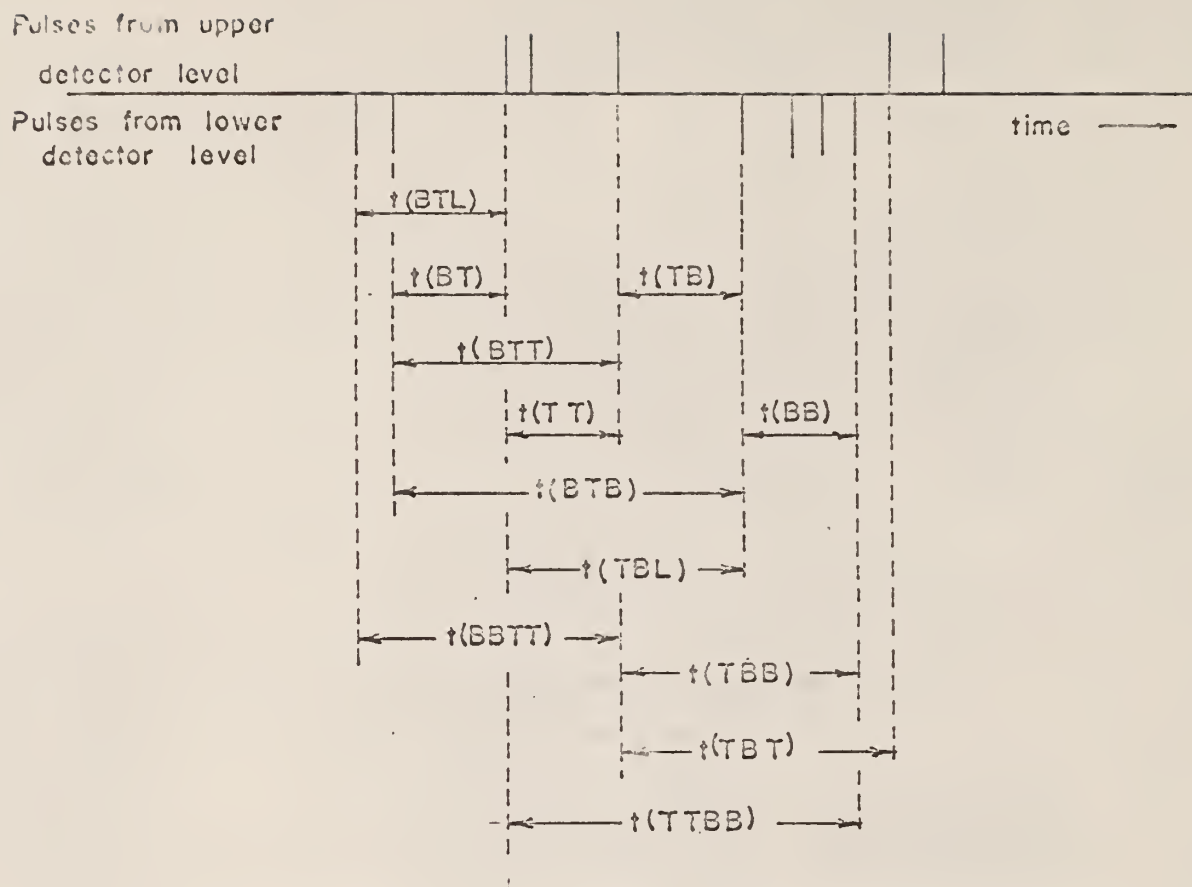 Pulses from upper
detector level
Pulses from lower
detector level
time
t(BTL)
t(BT)
t(TB)
t(BTT)
t(TT)
t(BB)
t(BTB)
t(TBL)
t(BBTT)
t(TBB)
t(TBT)
t(TTBB)